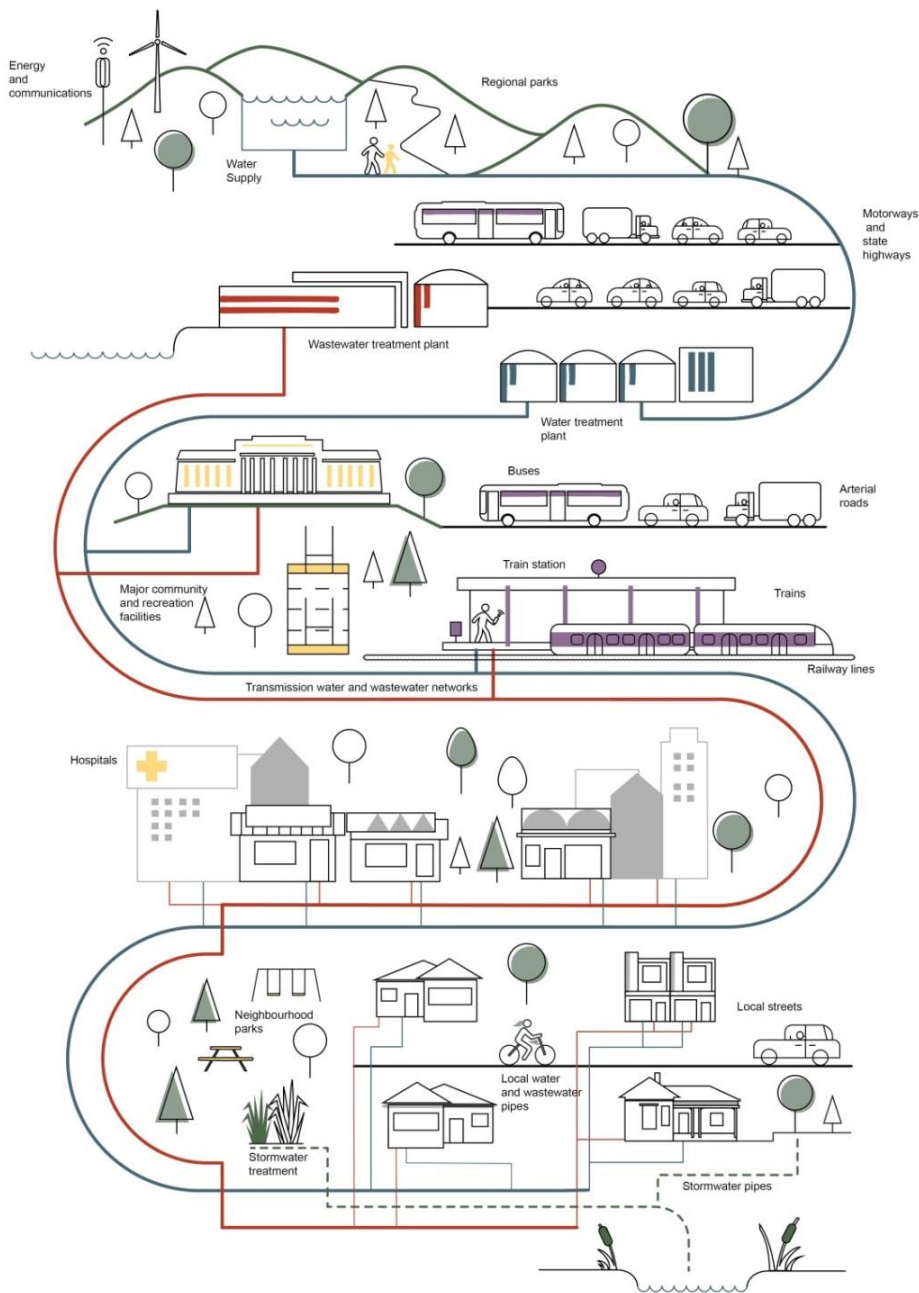 Energy
and
communications
Regional parks
Water
Supply
Motorways
and
state
highways
Wastewater treatment plant
Water treatment
plant
Buses
Arterial
roads
Train station
Trains
Major community
and recreation
facilities
Railway lines
Transmission water and wastewater networks
Hospitals
Neighbourhood
parks
Local streets
Local water
and wastewater
pipes
Stormwater
treatment
Stormwater pipes